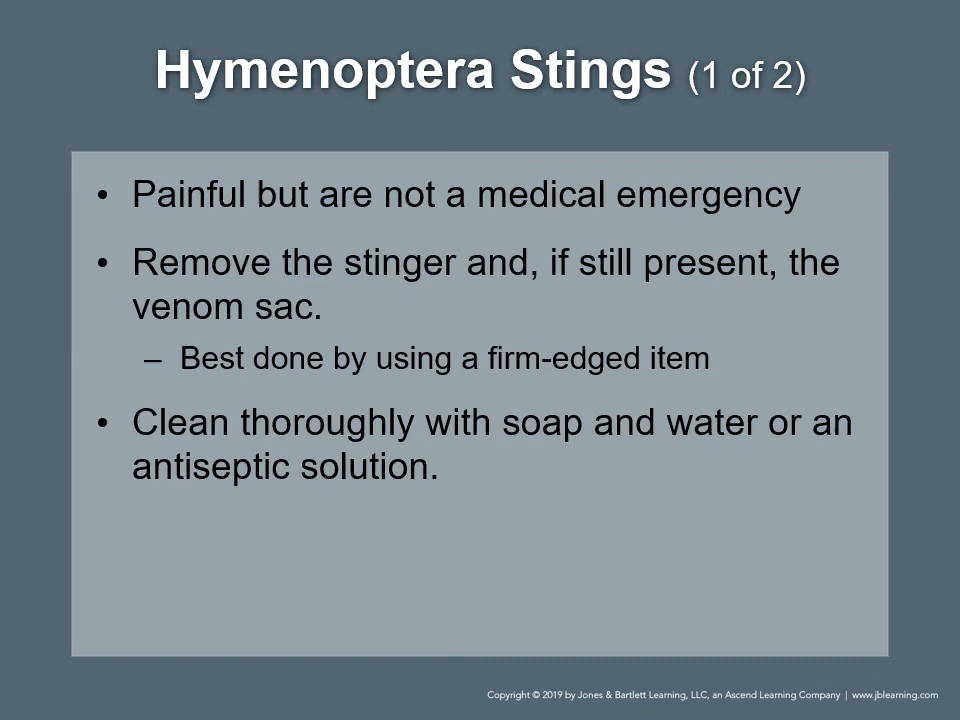 Hymenoptera Stings (1 of 2)
• Painful but are not a medical emergency
• Remove the stinger and, if still present, the
venom sac.
– Best done by using a firm-edged item
• Clean thoroughly with soap and water or an
antiseptic solution.
Copyright © 2019 by Jones & Bartlett Learning, LLC, an Ascend Learning Company | www.jblearning.com